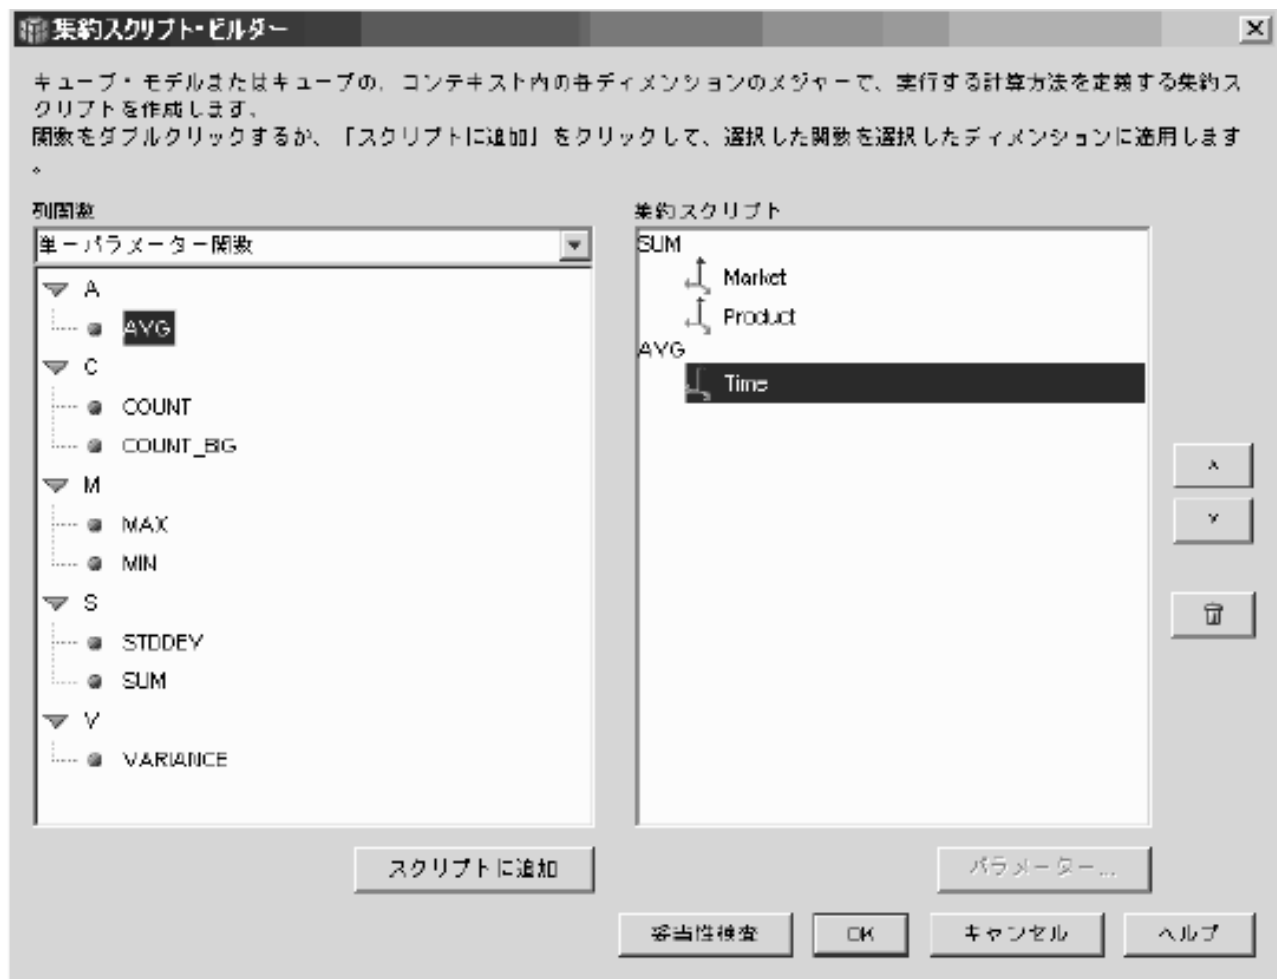 集約スクリプト・ビルダー
キューブ・モデルまたはキューブの、コンテキスト内の各ディメンションのメジャーで、実行する計算方法を定義する集約ス
クリプトを作成します。
関数をダブルクリックするか、「スクリプトに追加」をクリックして、選択した関数を選択したディメンションに適用します
。
列関数
単一パラメーター関数
A
AVG
C
COUNT
COUNT_BIG
M
MAX
MIN
S
STDDEV
SUM
V
VARIANCE
スクリプトに追加
集約スクリプト
SUM
Market
Product
AVG
Time
パラメーター...
妥当性検査
OK
キャンセル
ヘルプ